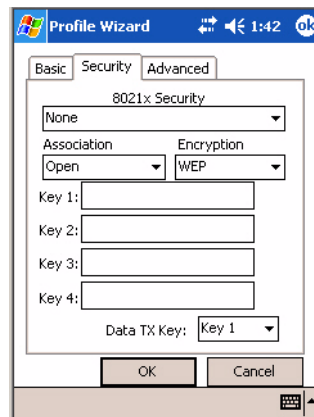 Profile Wizard 1:42 ok
Basic Security Advanced
8021x Security
None
Association Encryption
Open WEP
Key 1:
Key 2:
Key 3:
Key 4:
Data TX Key: Key 1
OK Cancel